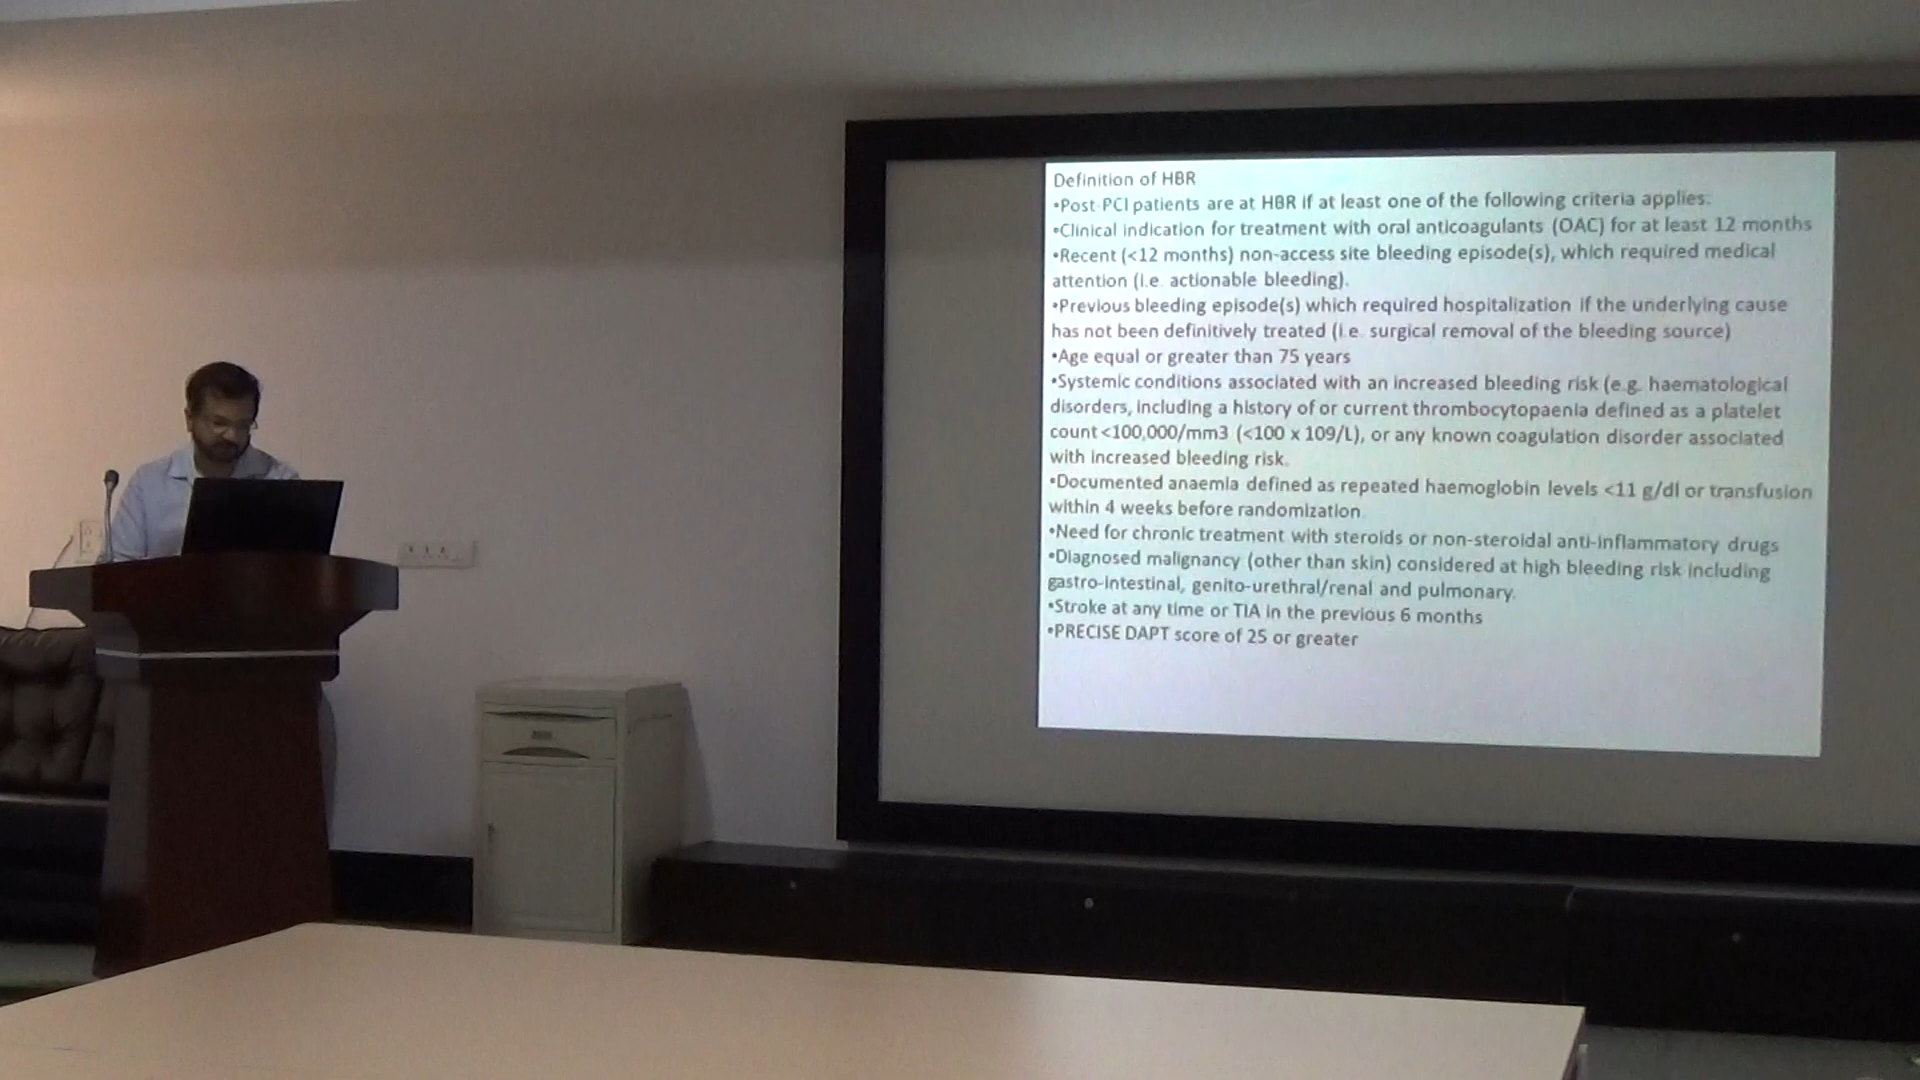 Definition of HBR
•Post-PCI patients are at HBR if at least one of the following criteria applies:
•Clinical indication for treatment with oral anticoagulants (OAC) for at least 12 months
•Recent (<12 months) non-access site bleeding episode(s), which required medical
attention (i.e. actionable bleeding).
•Previous bleeding episode(s) which required hospitalization if the underlying cause
has not been definitively treated (i.e. surgical removal of the bleeding source)
•Age equal or greater than 75 years
•Systemic conditions associated with an increased bleeding risk (e.g. haematological
disorders, including a history of or current thrombocytopaenia defined as a platelet
count <100,000/mm3 (<100 x 109/L), or any known coagulation disorder associated
with increased bleeding risk.
•Documented anaemia defined as repeated haemoglobin levels <11 g/dl or transfusion
within 4 weeks before randomization
•Need for chronic treatment with steroids or non-steroidal anti-inflammatory drugs
•Diagnosed malignancy (other than skin) considered at high bleeding risk including
gastro-intestinal, genito-urethral/renal and pulmonary.
•Stroke at any time or TIA in the previous 6 months
•PRECISE DAPT score of 25 or greater